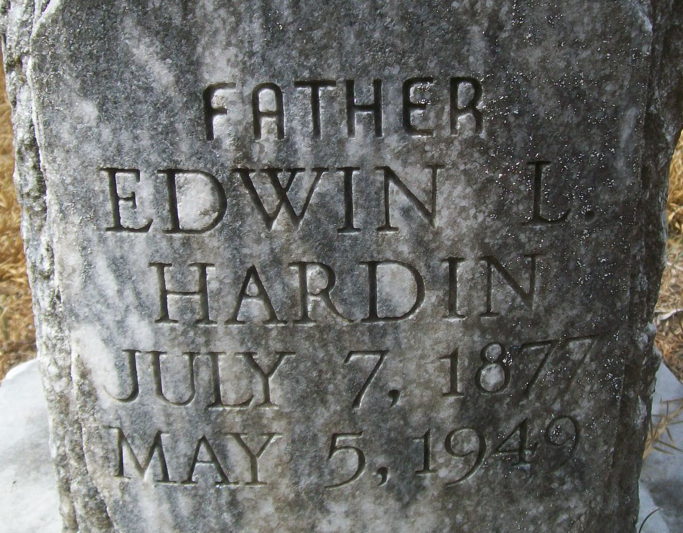 FATHER
EDWIN L.
HARDIN
JULY 7, 1877
MAY 5, 1949